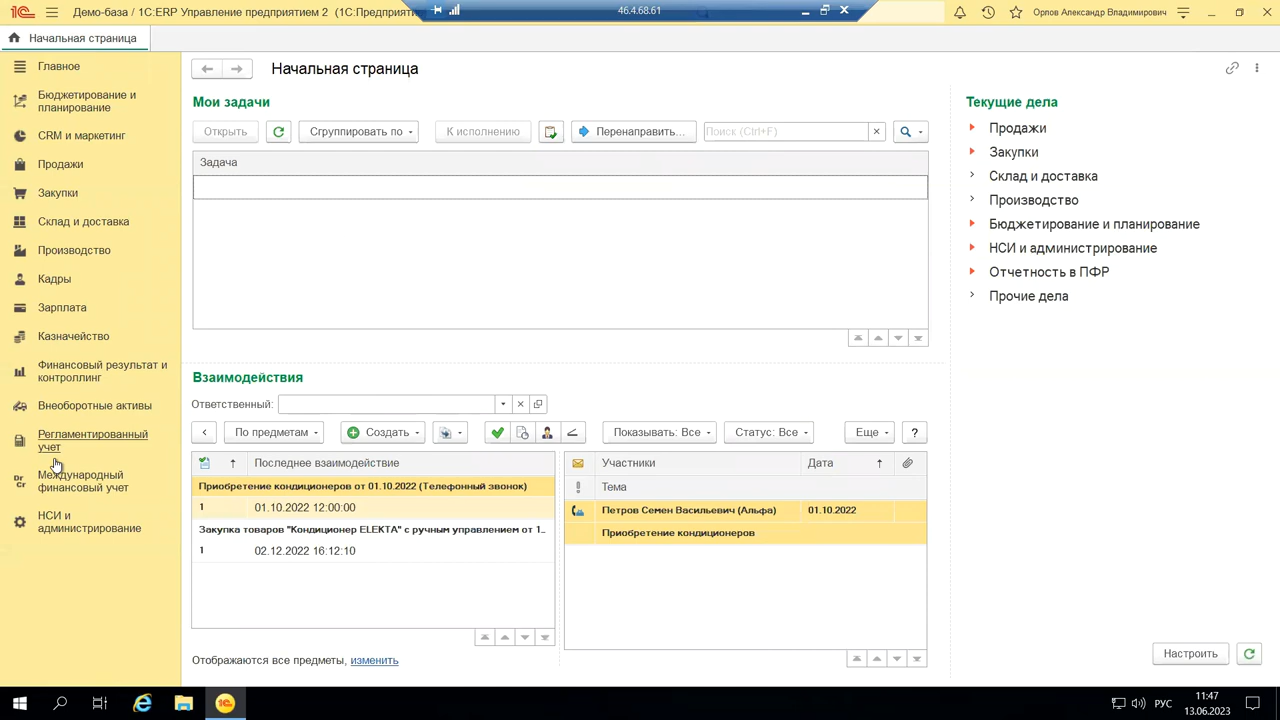 Демо-база / 1С:ERP Управление предприятием 2 (1С:Предприяти
46.4.68.61
Орлов Александр Владимирович
Начальная страница
Главное
Бюджетирование и
планирование
CRM и маркетинг
Продажи
Закупки
Склад и доставка
Производство
Кадры
Зарплата
Казначейство
Финансовый результат и
контроллинг
Внеоборотные активы
Регламентированный
учет
Международный
финансовый учет
НСИ и
администрирование
Начальная страница
Мои задачи
Открыть
Сгруппировать по
К исполнению
Перенаправить...
Поиск (Ctrl+F)
Задача
Взаимодействия
Ответственный:
По предметам
Создать
Показывать: Все
Статус: Все
Еще
?
Последнее взаимодействие
Приобретение кондиционеров от 01.10.2022 (Телефонный звонок)
1 01.10.2022 12:00:00
Закупка товаров "Кондиционер ELEKTA" с ручным управлением от 1...
1 02.12.2022 16:12:10
Участники
Дата
Тема
Петров Семен Васильевич (Альфа)
01.10.2022
Приобретение кондиционеров
Отображаются все предметы, изменить
Текущие дела
Продажи
Закупки
Склад и доставка
Производство
Бюджетирование и планирование
НСИ и администрирование
Отчетность в ПФР
Прочие дела
Настроить
РУС
11:47
13.06.2023